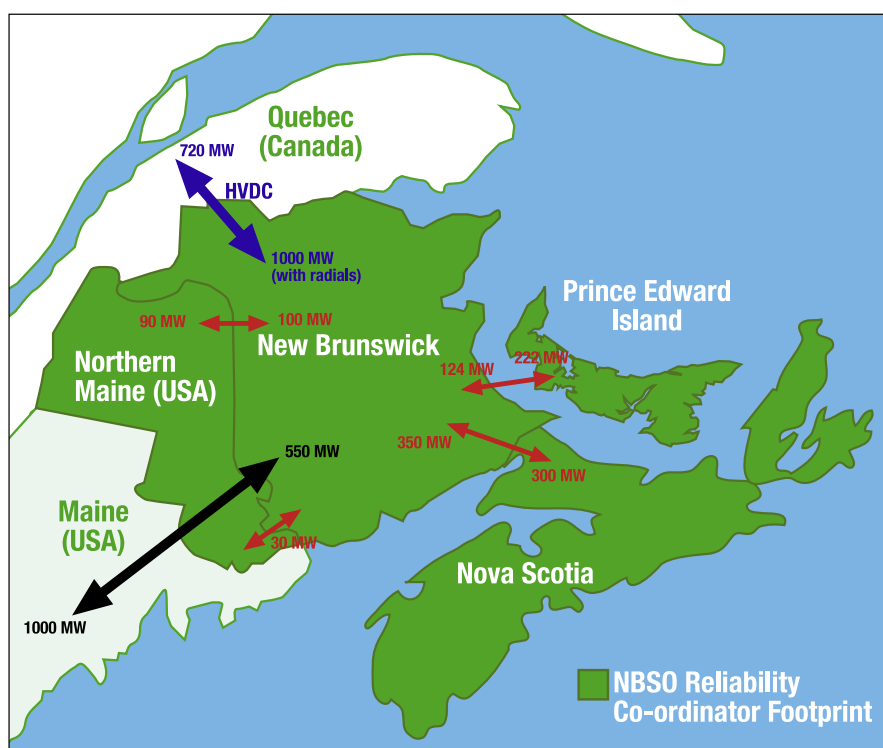 Quebec
(Canada)
720 MW
HVDC
1000 MW
(with radials)
Prince Edward
Island
90 MW
100 MW
New Brunswick
Northern
Maine (USA)
124 MW
222 MW
350 MW
300 MW
550 MW
Maine
(USA)
30 MW
Nova Scotia
1000 MW
NBSO Reliability
Co-ordinator Footprint